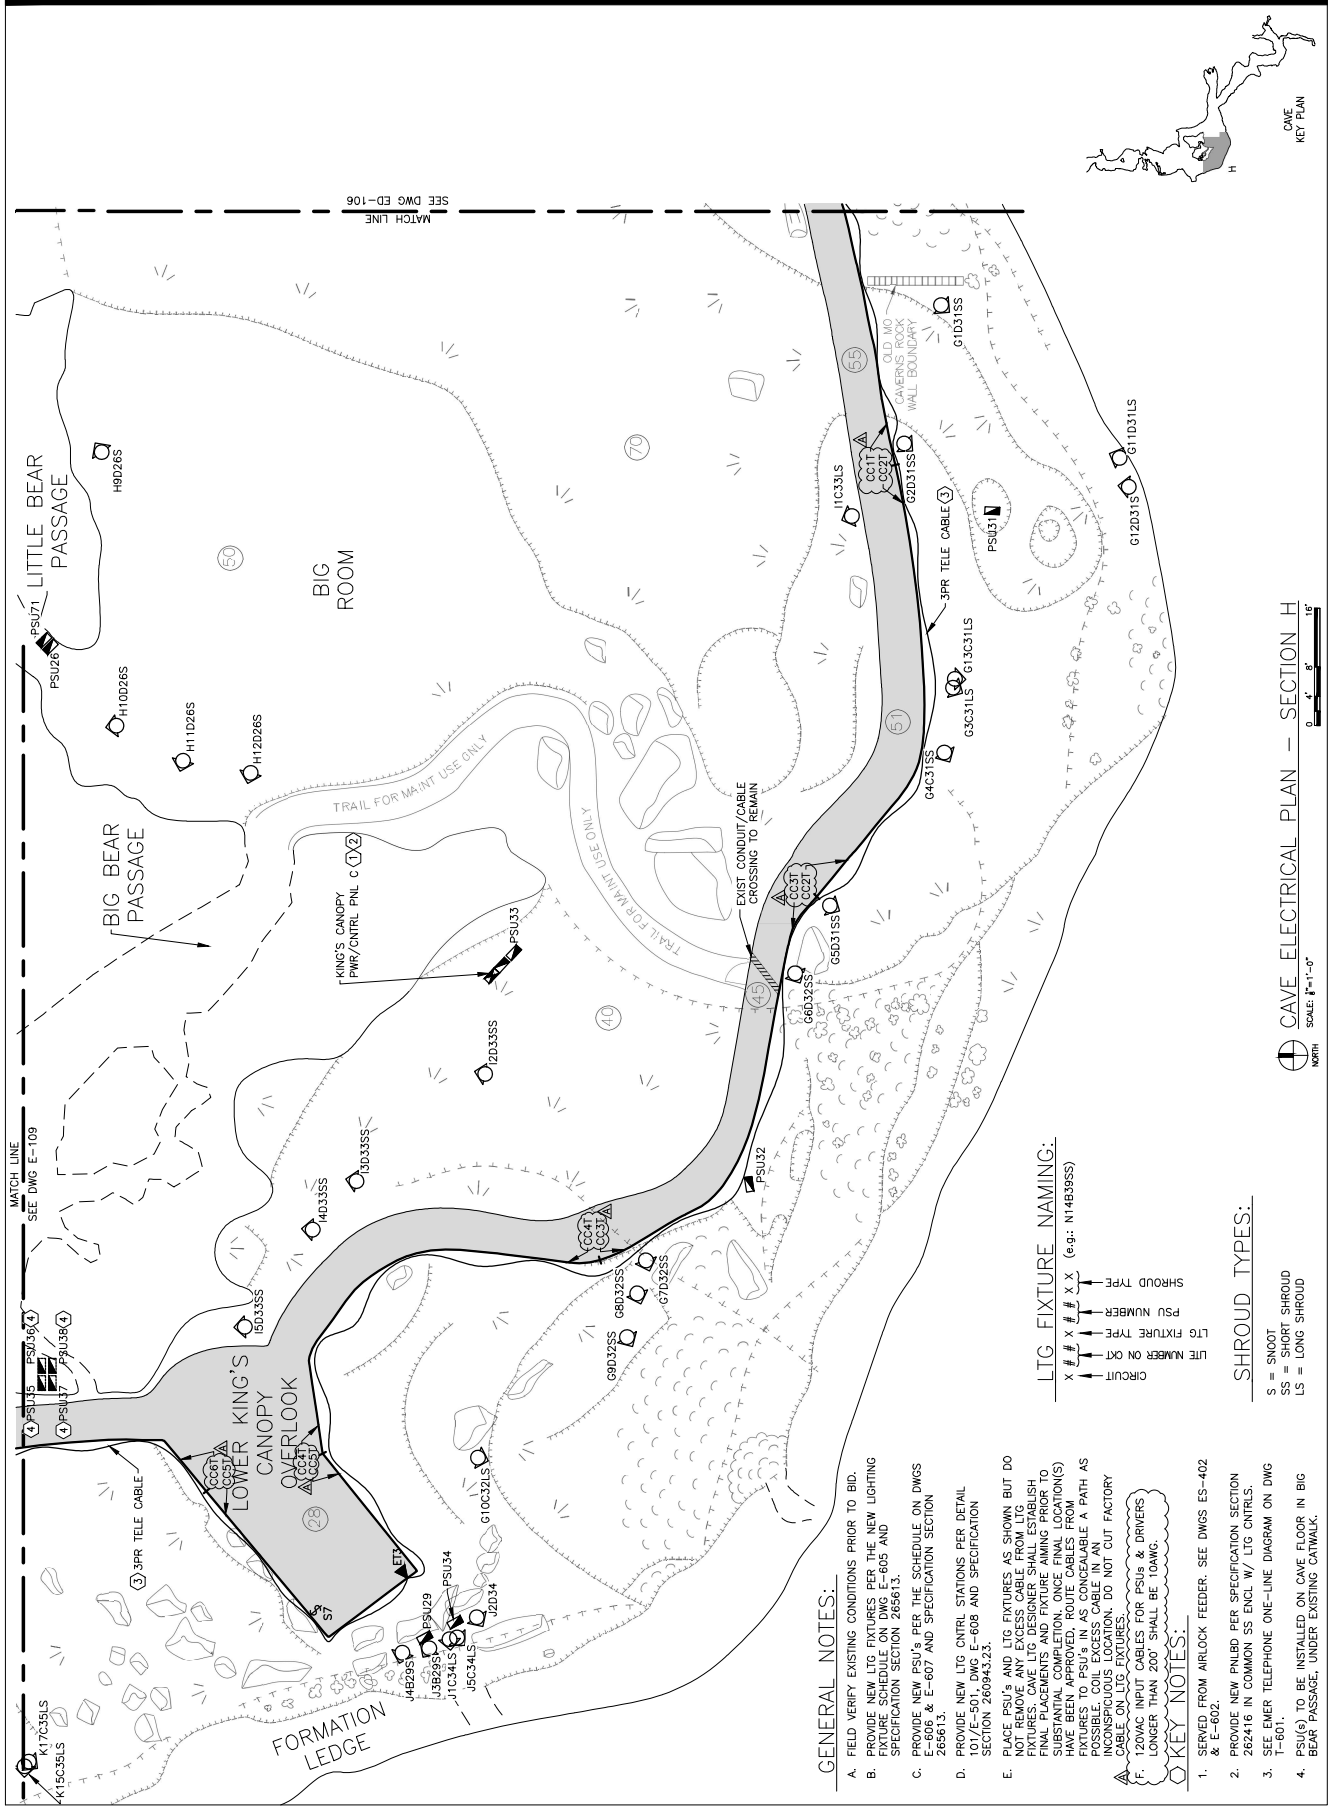 MATCH LINE
SEE DWG E-109
MATCH LINE
SEE DWG ED-106
K17C35LS
K15C35LS
4 PSU35
PSU36 4
4 PSU37
PSU38 4
3 3PR TELE CABLE
FORMATION
LEDGE
LOWER KING'S
CANOPY
OVERLOOK
28
CC6T
CC5T
A
CC4T
CC5T
A
S7
ET3
J4B29S
PSU29
J3B29S
J1C34LS
PSU34
J5C34LS
J2D34
G10C32LS
I5D33SS
I4D33SS
I3D33SS
I2D33SS
BIG BEAR
PASSAGE
KING'S CANOPY
PWR/CNTRL PNL C 1 2
PSU33
TRAIL FOR MAINT USE ONLY
TRAIL FOR MAINT USE ONLY
H12D26S
H11D26S
H10D26S
PSU26
PSU71
LITTLE BEAR
PASSAGE
H9D26S
50
BIG
ROOM
70
40
G9D32SS
G8D32SS
G7D32SS
CC4T
CC3T
A
PSU32
45
EXIST CONDUIT/CABLE
CROSSING TO REMAIN
G6D32SS
G5D31SS
CC3T
CC2T
A
51
G4C31SS
G3C31LS
G13C31LS
3PR TELE CABLE 3
I1C33LS
CC1T
CC2T
A
G2D31SS
55
OLD MO
CAVERNS ROCK
WALL BOUNDARY
G1D31SS
PSU31
G12D31S
G11D31LS
GENERAL NOTES:
A. FIELD VERIFY EXISTING CONDITIONS PRIOR TO BID.
B. PROVIDE NEW LTG FIXTURES PER THE NEW LIGHTING
FIXTURE SCHEDULE ON DWG E-605 AND
SPECIFICATION SECTION 265613.
C. PROVIDE NEW PSU's PER THE SCHEDULE ON DWGS
E-606 & E-607 AND SPECIFICATION SECTION
265613.
D. PROVIDE NEW LTG CNTRL STATIONS PER DETAIL
101/E-501, DWG E-608 AND SPECIFICATION
SECTION 260943.23.
E. PLACE PSU's AND LTG FIXTURES AS SHOWN BUT DO
NOT REMOVE ANY EXCESS CABLE FROM LTG
FIXTURES. CAVE LTG DESIGNER SHALL ESTABLISH
FINAL PLACEMENTS AND FIXTURE AIMING PRIOR TO
SUBSTANTIAL COMPLETION. ONCE FINAL LOCATION(S)
HAVE BEEN APPROVED, ROUTE CABLES FROM
FIXTURES TO PSU's IN AS CONCEALABLE A PATH AS
POSSIBLE. COIL EXCESS CABLE IN AN
INCONSPICUOUS LOCATION. DO NOT CUT FACTORY
CABLE ON LTG FIXTURES.
A
F. 120VAC INPUT CABLES FOR PSUs & DRIVERS
LONGER THAN 200' SHALL BE 10AWG.
KEY NOTES:
1. SERVED FROM AIRLOCK FEEDER. SEE DWGS ES-402
& E-602.
2. PROVIDE NEW PNLBD PER SPECIFICATION SECTION
262416 IN COMMON SS ENCL W/ LTG CNTRLS.
3. SEE EMER TELEPHONE ONE-LINE DIAGRAM ON DWG
T-601.
4. PSU(s) TO BE INSTALLED ON CAVE FLOOR IN BIG
BEAR PASSAGE, UNDER EXISTING CATWALK.
LTG FIXTURE NAMING:
x # # x # # x x (e.g.: N14B39SS)
CIRCUIT
LITE NUMBER ON CKT
LTG FIXTURE TYPE
PSU NUMBER
SHROUD TYPE
SHROUD TYPES:
S = SNOOT
SS = SHORT SHROUD
LS = LONG SHROUD
NORTH
CAVE ELECTRICAL PLAN – SECTION H
SCALE: 1/8"=1'-0"
0 4' 8' 16'
H
CAVE
KEY PLAN